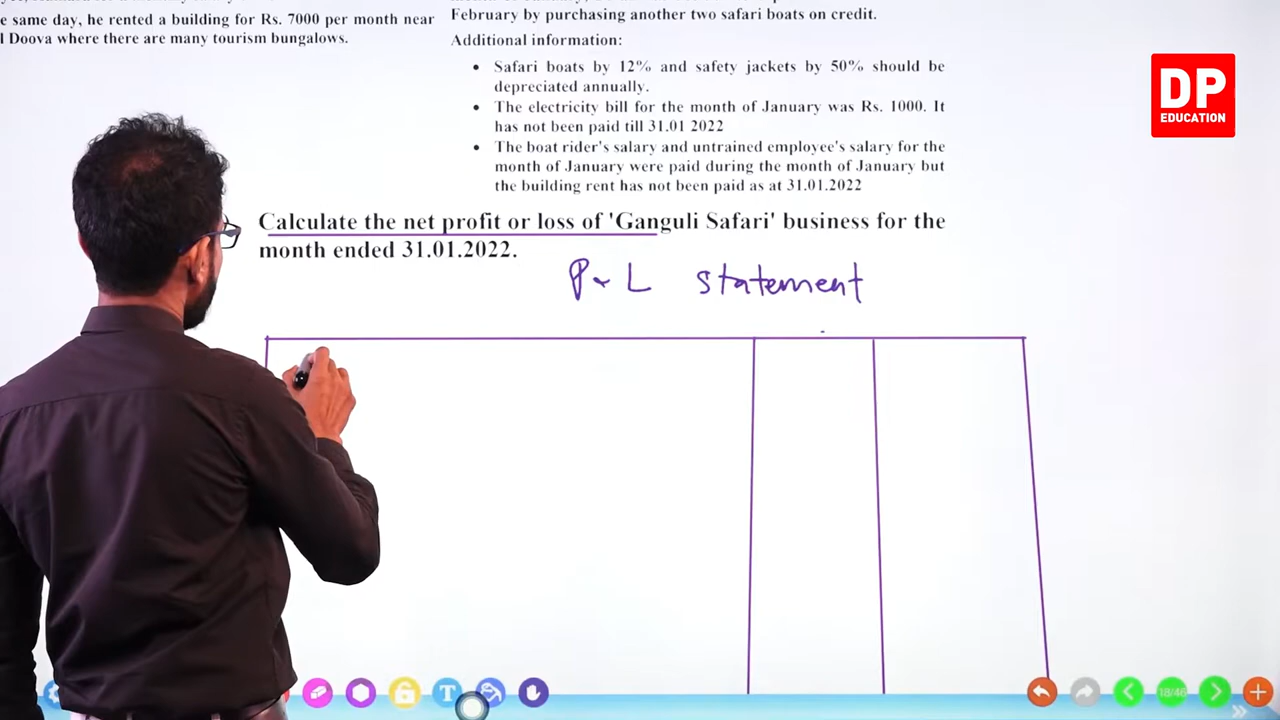 e same day, he rented a building for Rs. 7000 per month near
l Doova where there are many tourism bungalows.
February by purchasing another two safari boats on credit.
Additional information:
• Safari boats by 12% and safety jackets by 50% should be
depreciated annually.
• The electricity bill for the month of January was Rs. 1000. It
has not been paid till 31.01 2022
• The boat rider's salary and untrained employee's salary for the
month of January were paid during the month of January but
the building rent has not been paid as at 31.01.2022
Calculate the net profit or loss of 'Ganguli Safari' business for the
month ended 31.01.2022.
P & L statement
DP
EDUCATION
T
18/46